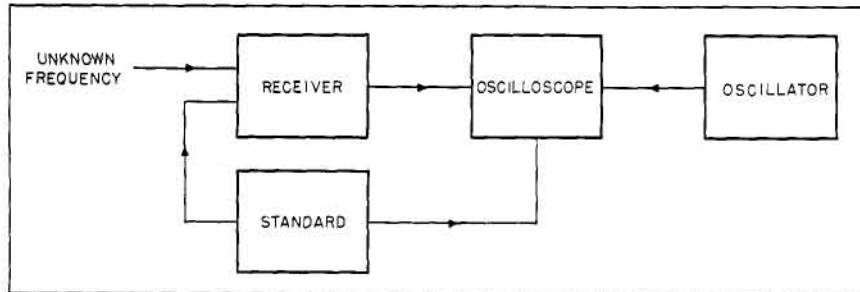 UNKNOWN
FREQUENCY
RECEIVER
OSCILLOSCOPE
OSCILLATOR
STANDARD